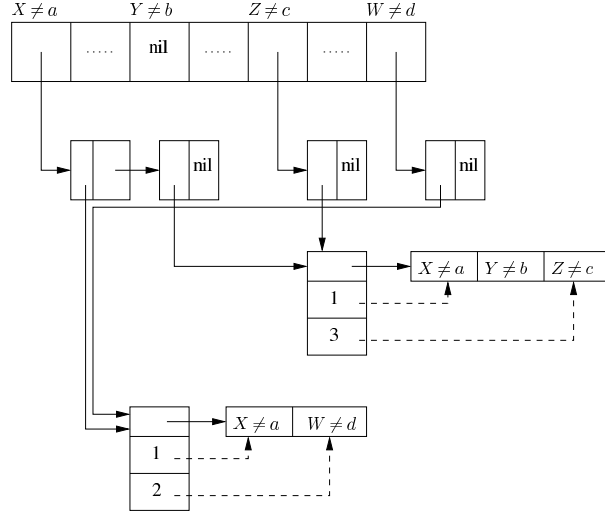 X ≠ a Y ≠ b Z ≠ c W ≠ d
..... nil ..... .....
nil nil nil
X ≠ a Y ≠ b Z ≠ c
1
3
X ≠ a W ≠ d
1
2